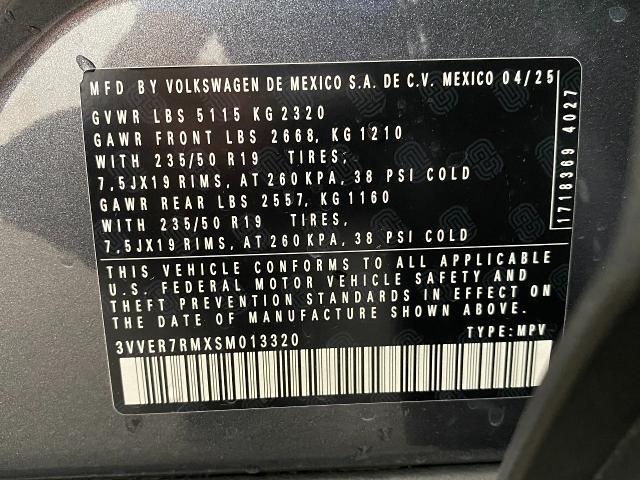 MFD BY VOLKSWAGEN DE MEXICO S.A. DE C.V. MEXICO 04/25
GVWR LBS 5115 KG 2320
GAWR FRONT LBS 2668, KG 1210
WITH 235/50 R19 TIRES,
7,5JX19 RIMS, AT 260 KPA, 38 PSI COLD
GAWR REAR LBS 2557, KG 1160
WITH 235/50 R19 TIRES,
7,5JX19 RIMS, AT 260 KPA, 38 PSI COLD
1718369 4027
THIS VEHICLE CONFORMS TO ALL APPLICABLE
U.S. FEDERAL MOTOR VEHICLE SAFETY AND
THEFT PREVENTION STANDARDS IN EFFECT ON
THE DATE OF MANUFACTURE SHOWN ABOVE.
3VVER7RMXSM013320 TYPE: MPV